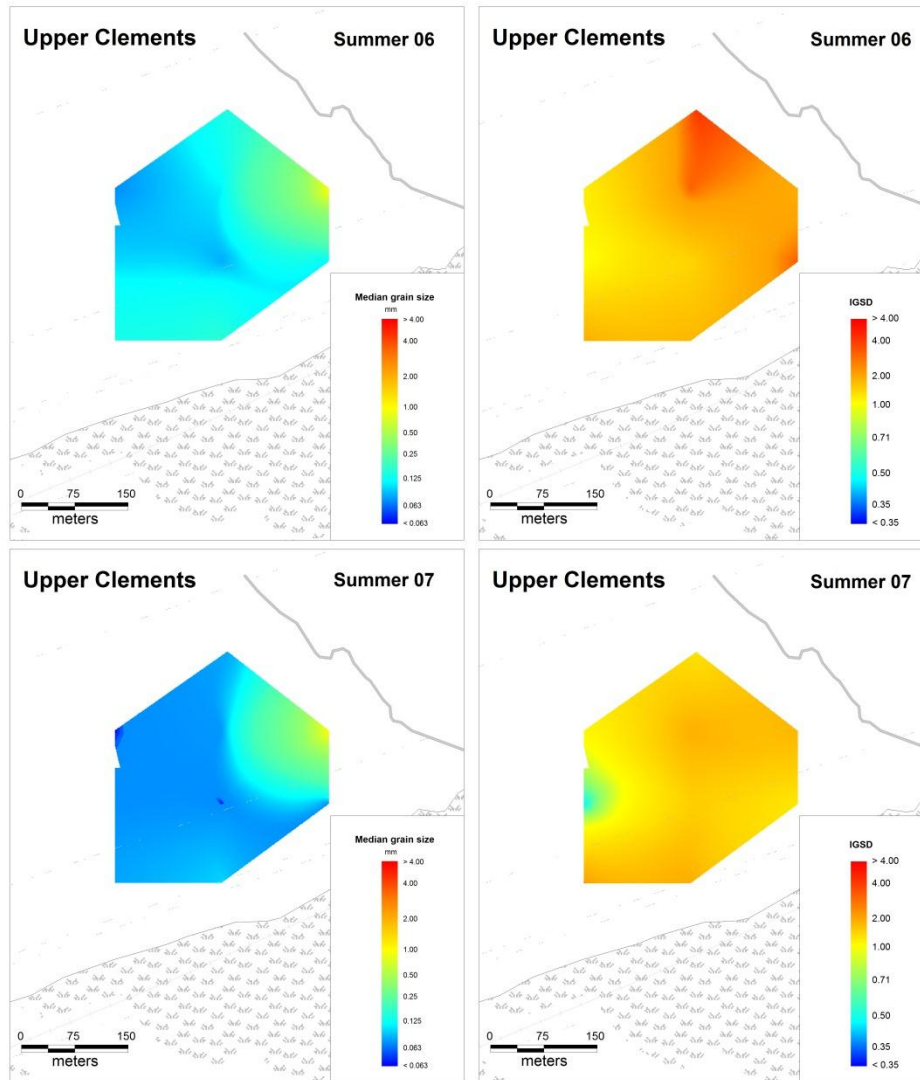 Upper Clements Summer 06
Median grain size
mm
> 4.00
4.00
2.00
1.00
0.50
0.25
0.125
0.063
< 0.063
0 75 150
meters
Upper Clements Summer 06
IGSD
> 4.00
4.00
2.00
1.00
0.71
0.50
0.35
< 0.35
0 75 150
meters
Upper Clements Summer 07
Median grain size
mm
> 4.00
4.00
2.00
1.00
0.50
0.25
0.125
0.063
< 0.063
0 75 150
meters
Upper Clements Summer 07
IGSD
> 4.00
4.00
2.00
1.00
0.71
0.50
0.35
< 0.35
0 75 150
meters